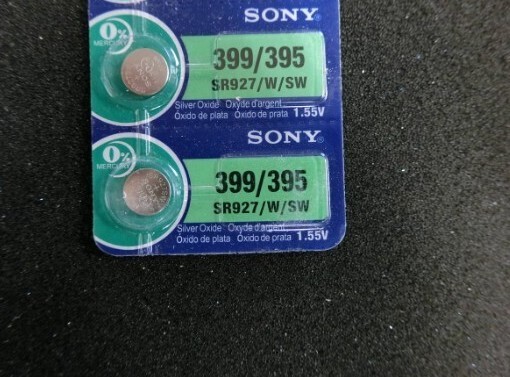 SONY
0%
MERCURY
399/395
SR927/W/SW
Silver Oxide Oxyde d'argent
Óxido de plata Óxido de prata 1.55V
SONY
0%
MERCURY
399/395
SR927/W/SW
Silver Oxide Oxyde d'argent
Óxido de plata Óxido de prata 1.55V